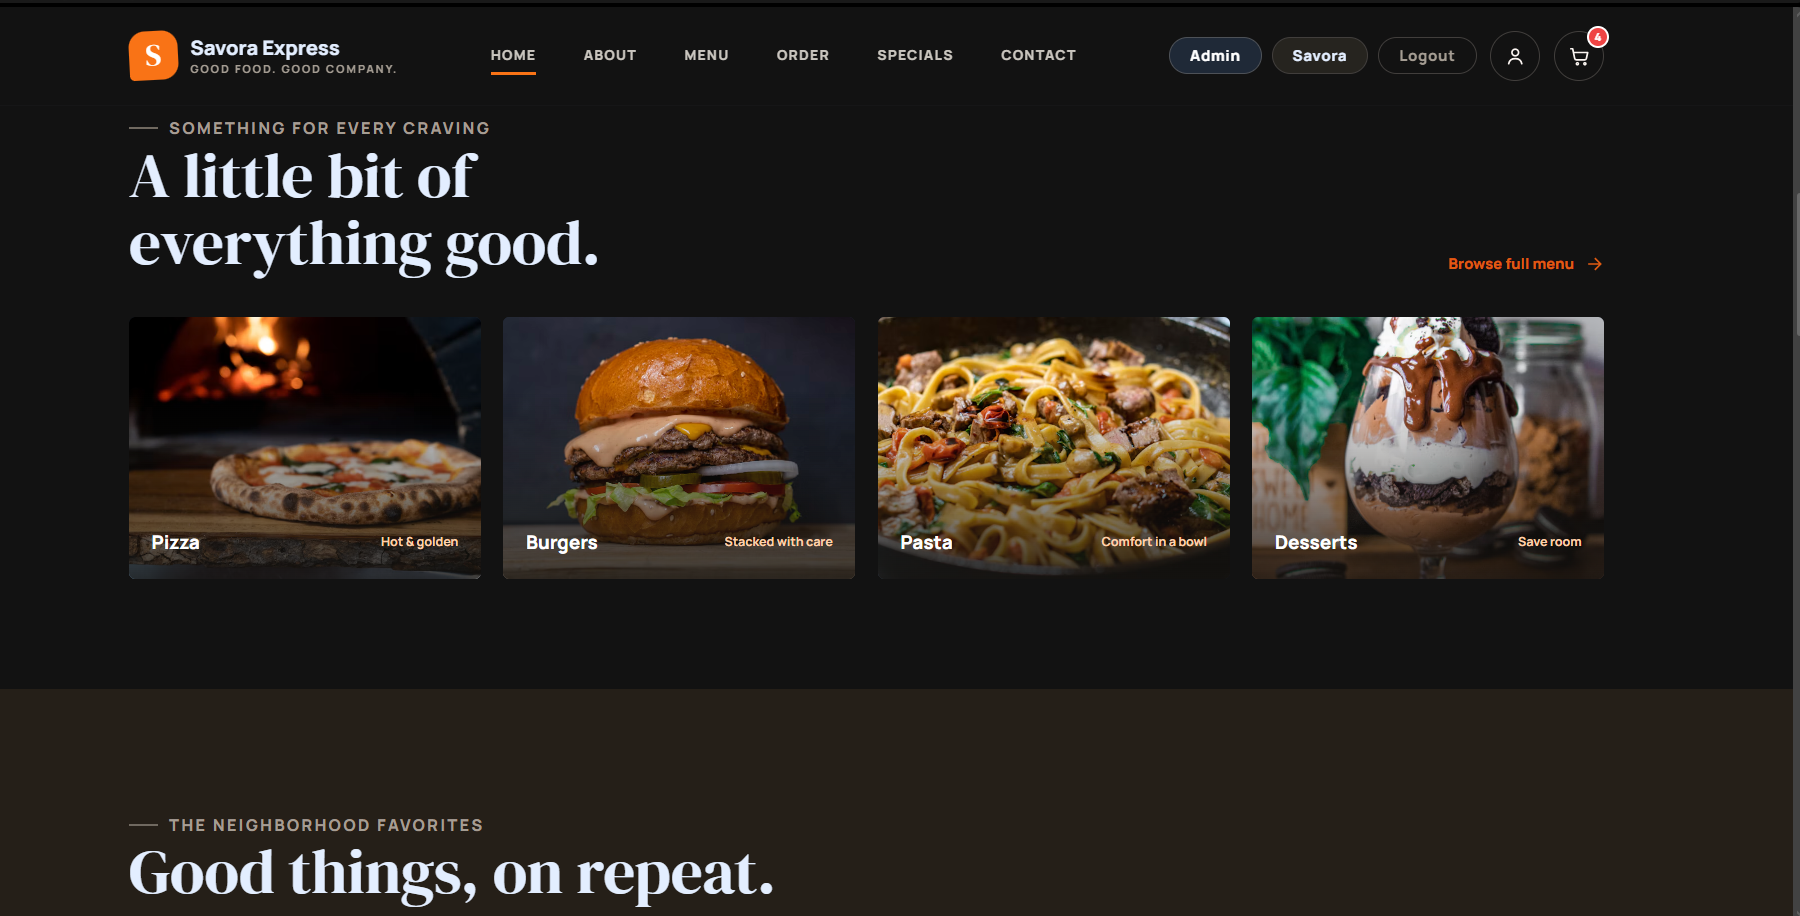 S
Savora Express
GOOD FOOD. GOOD COMPANY.
HOME
ABOUT
MENU
ORDER
SPECIALS
CONTACT
Admin
Savora
Logout
4
SOMETHING FOR EVERY CRAVING
A little bit of
everything good.
Browse full menu
Pizza
Hot & golden
Burgers
Stacked with care
Pasta
Comfort in a bowl
Desserts
Save room
THE NEIGHBORHOOD FAVORITES
Good things, on repeat.